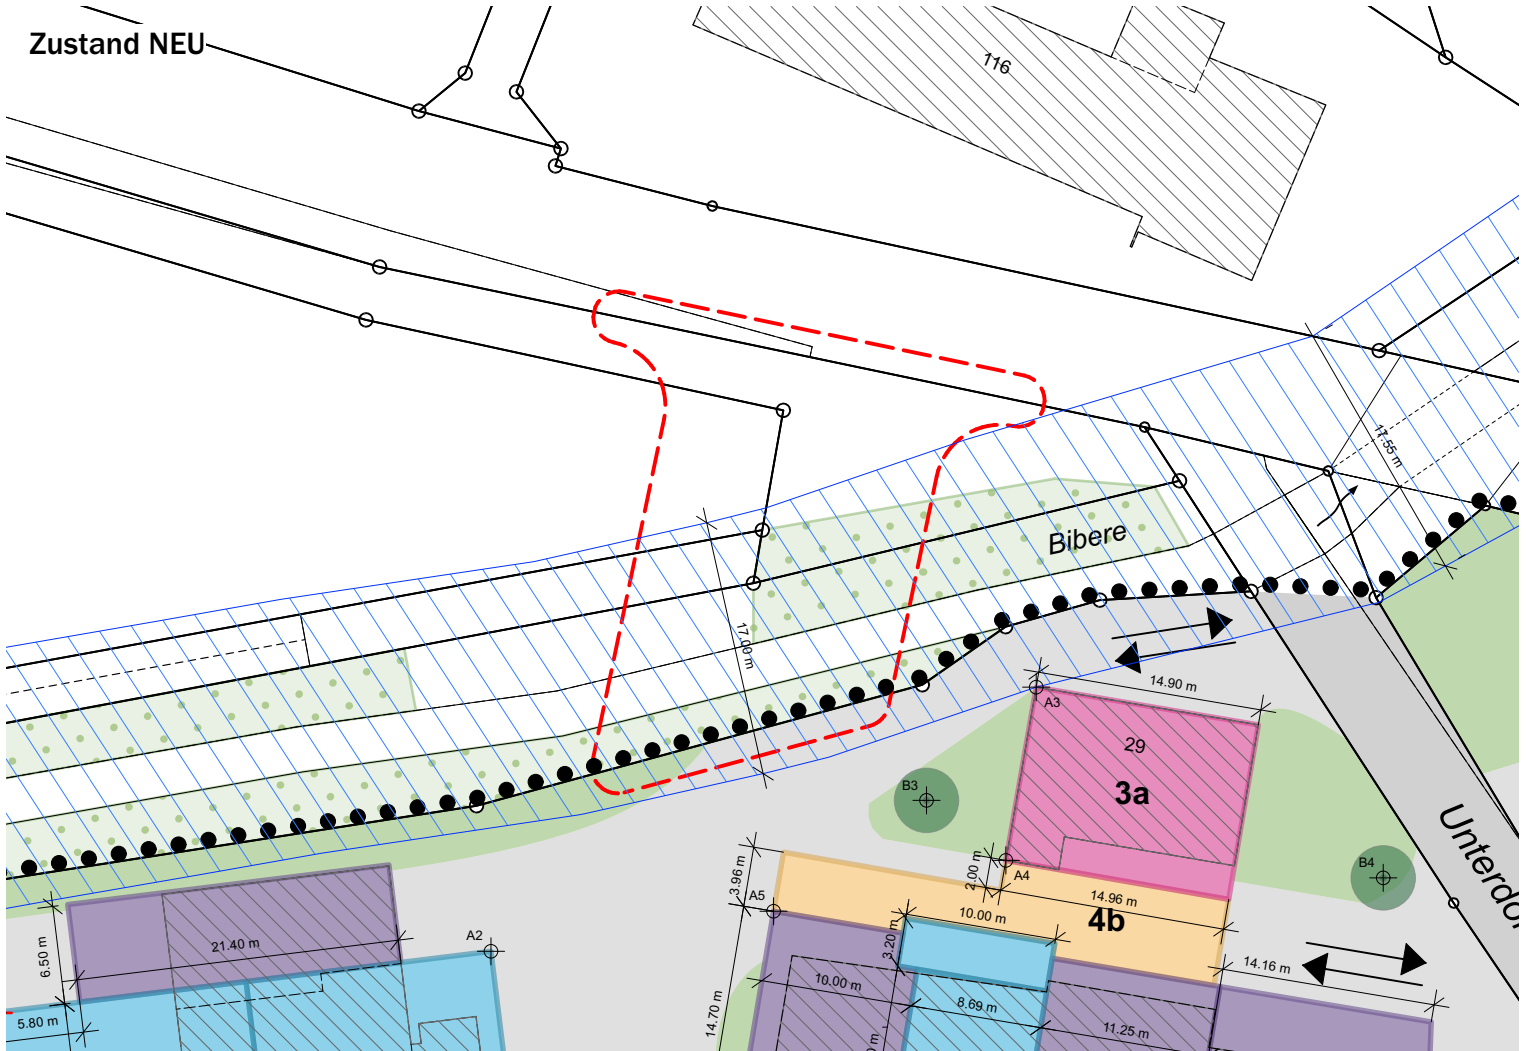 Zustand NEU
116
17.55 m
Bibere
17.00 m
14.90 m
A3
29
3a
B3
B4
Unterdor
2.00 m
A4
3.96 m
A5
14.96 m
4b
10.00 m
3.20 m
A2
21.40 m
6.50 m
14.16 m
10.00 m
8.69 m
11.25 m
14.70 m
5.80 m